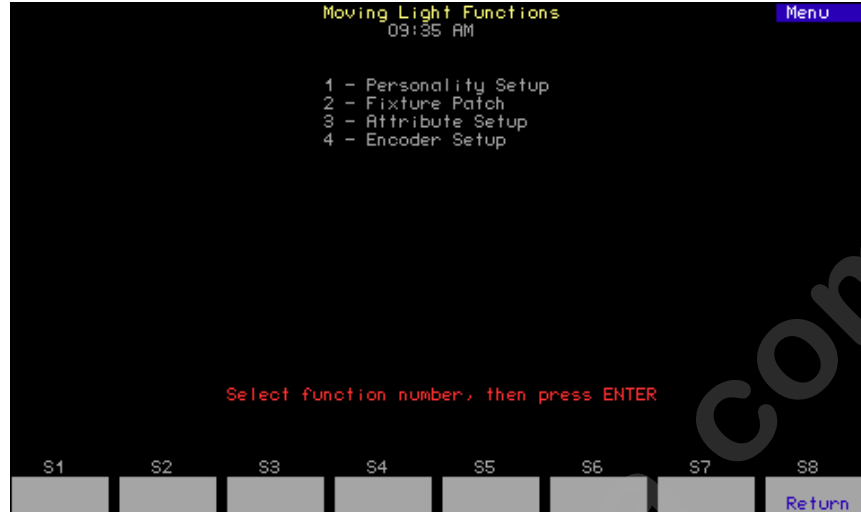 Moving Light Functions
Menu
09:35 AM
1 - Personality Setup
2 - Fixture Patch
3 - Attribute Setup
4 - Encoder Setup
Select function number, then press ENTER
S1 S2 S3 S4 S5 S6 S7 S8
Return